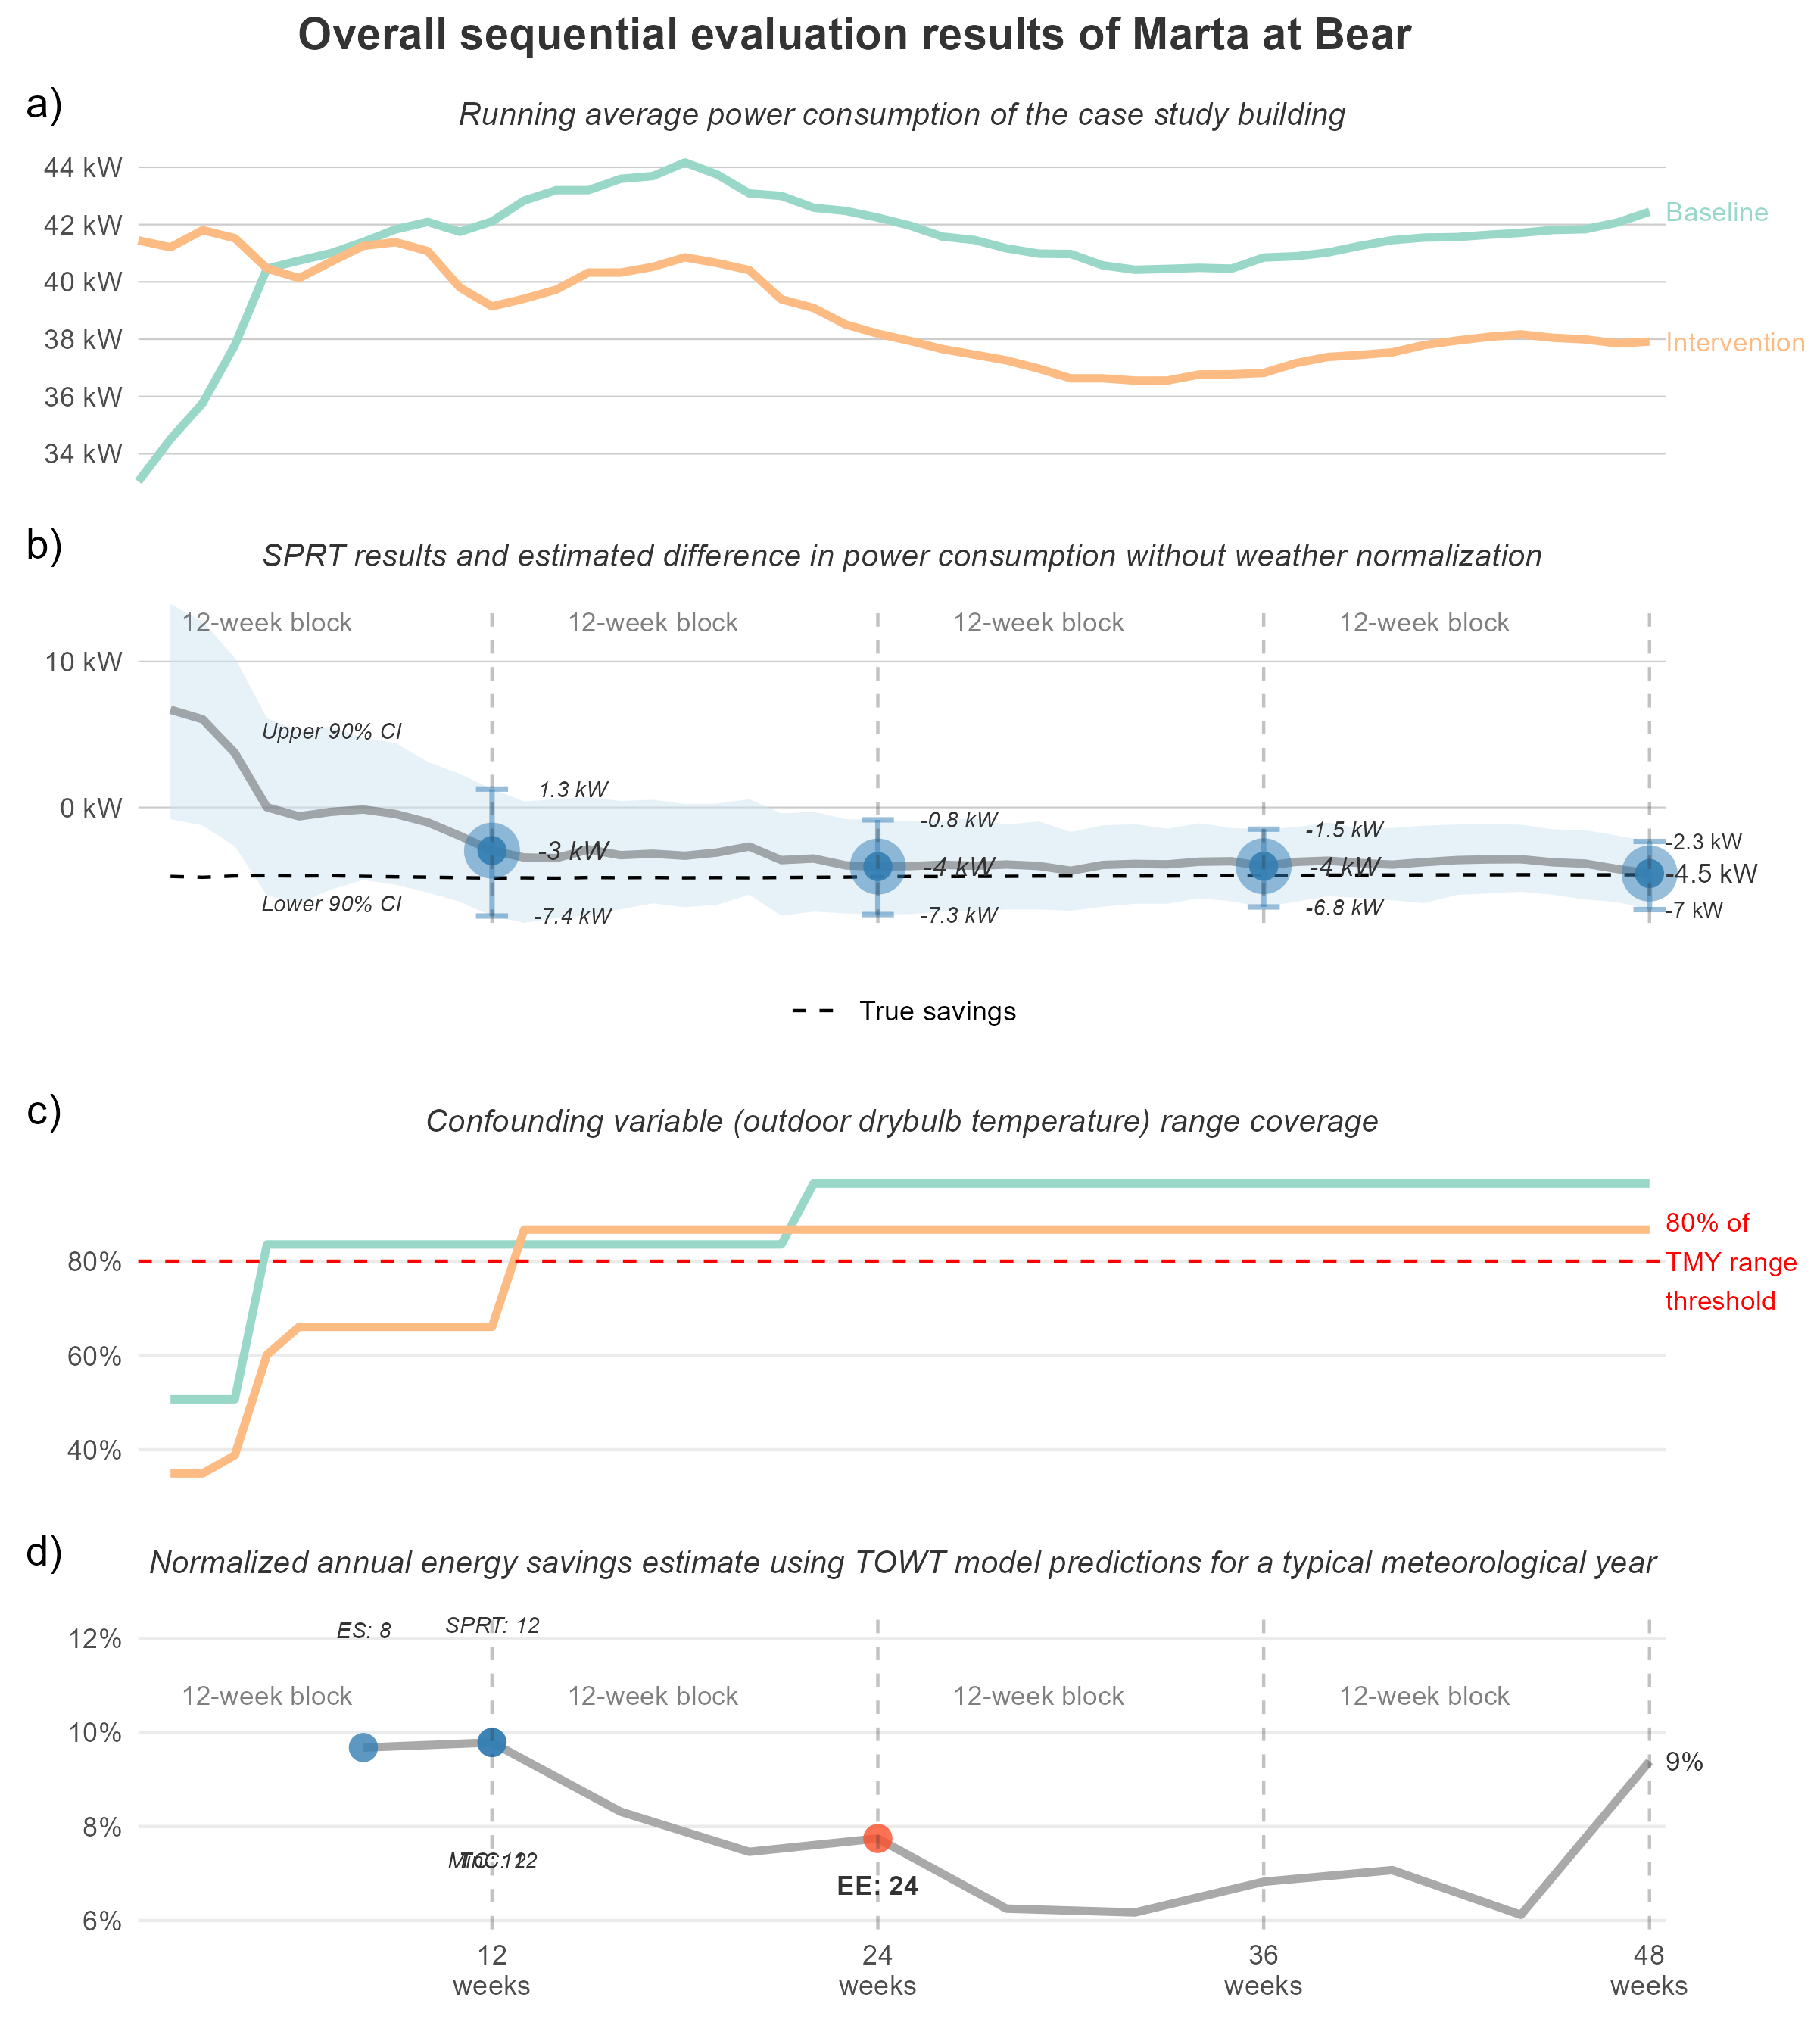 Overall sequential evaluation results of Marta at Bear
a)
Running average power consumption of the case study building
44 kW
42 kW
40 kW
38 kW
36 kW
34 kW
Baseline
Intervention
b)
SPRT results and estimated difference in power consumption without weather normalization
12-week block
12-week block
12-week block
12-week block
10 kW
0 kW
Upper 90% CI
Lower 90% CI
1.3 kW
-3 kW
-7.4 kW
-0.8 kW
-4 kW
-7.3 kW
-1.5 kW
-4 kW
-6.8 kW
-2.3 kW
-4.5 kW
-7 kW
True savings
c)
Confounding variable (outdoor drybulb temperature) range coverage
80%
60%
40%
80% of
TMY range
threshold
d)
Normalized annual energy savings estimate using TOWT model predictions for a typical meteorological year
12%
10%
8%
6%
ES: 8
SPRT: 12
12-week block
12-week block
12-week block
12-week block
EE: 24
9%
12
weeks
24
weeks
36
weeks
48
weeks